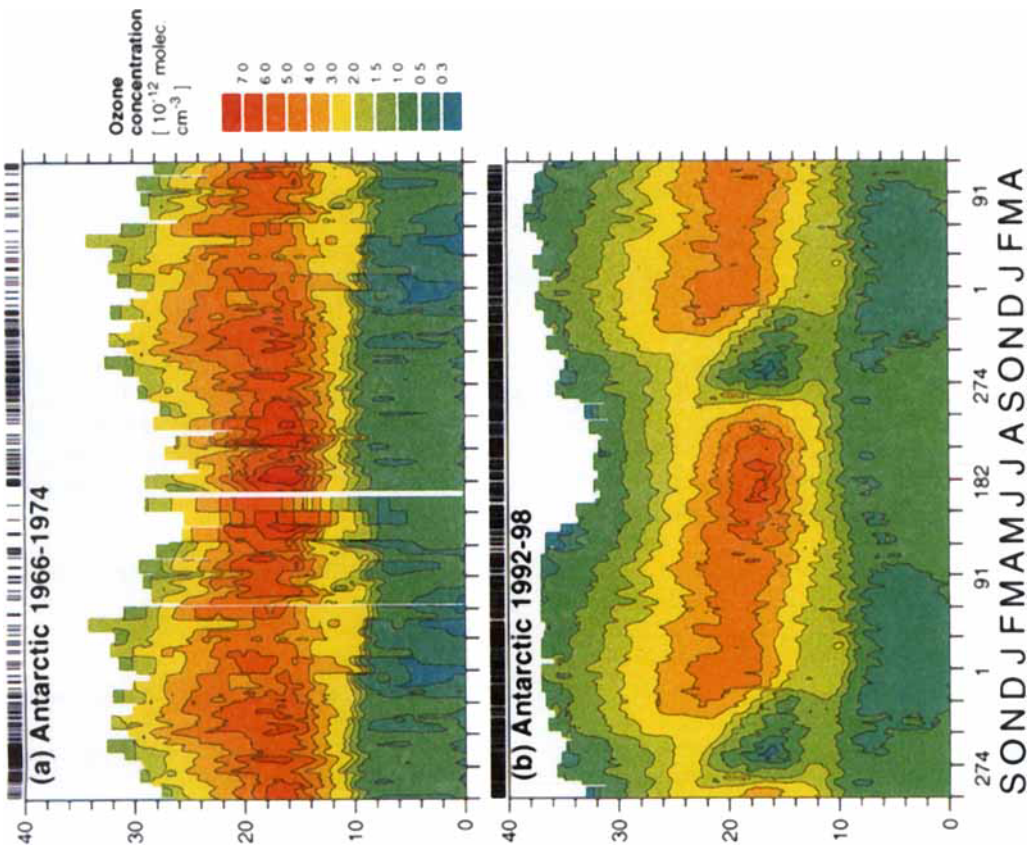 Ozone
concentration
[ 10-12 molec.
cm-3 ]
7.0
6.0
5.0
4.0
3.0
2.0
1.5
1.0
0.5
0.3
(a) Antarctic 1966-1974
40
30
20
10
0
(b) Antarctic 1992-98
40
30
20
10
0
274 1 91 182 274 1 91
S O N D J F M A M J J A S O N D J F M A